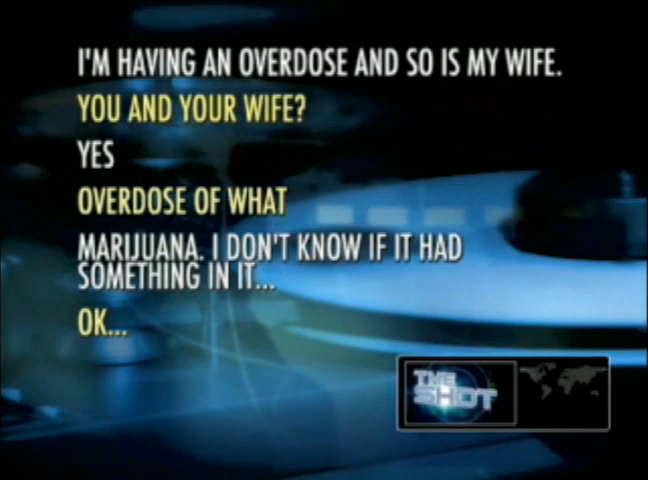 I'M HAVING AN OVERDOSE AND SO IS MY WIFE.
YOU AND YOUR WIFE?
YES
OVERDOSE OF WHAT
MARIJUANA. I DON'T KNOW IF IT HAD
SOMETHING IN IT...
OK...
THE
SHOT